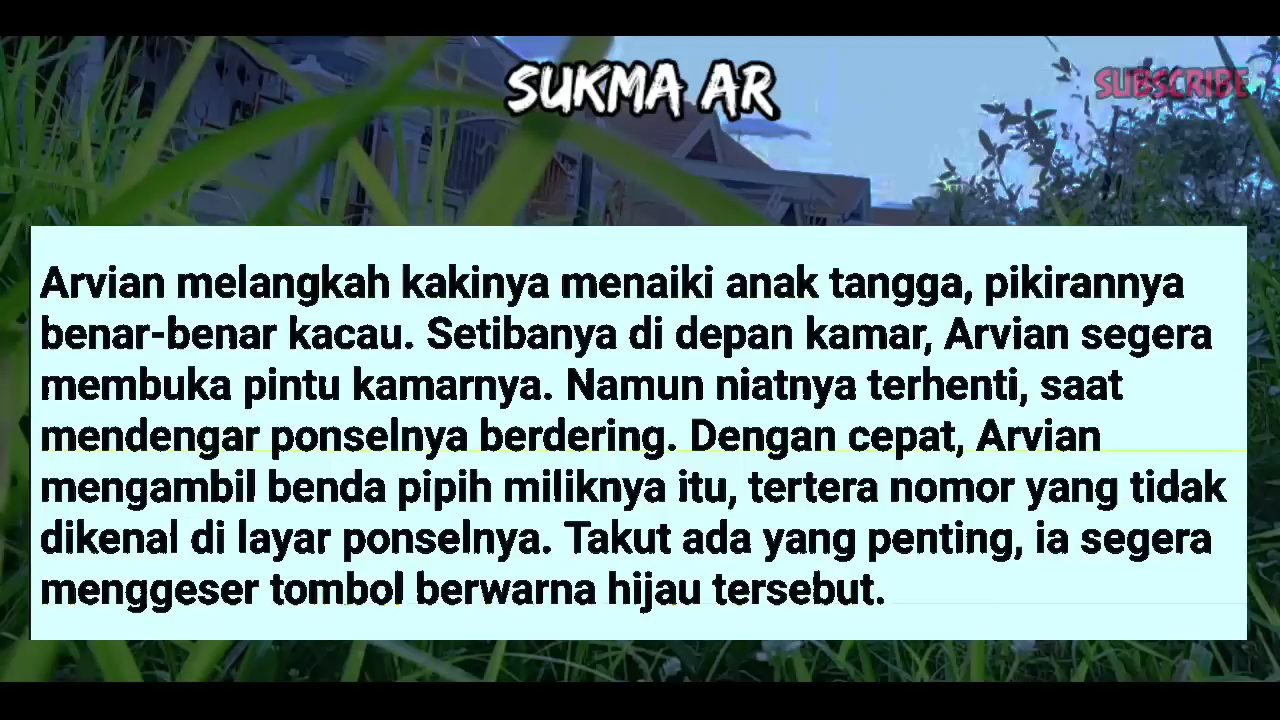 SUKMA AR
SUBSCRIBE
Arvian melangkah kakinya menaiki anak tangga, pikirannya
benar-benar kacau. Setibanya di depan kamar, Arvian segera
membuka pintu kamarnya. Namun niatnya terhenti, saat
mendengar ponselnya berdering. Dengan cepat, Arvian
mengambil benda pipih miliknya itu, tertera nomor yang tidak
dikenal di layar ponselnya. Takut ada yang penting, ia segera
menggeser tombol berwarna hijau tersebut.